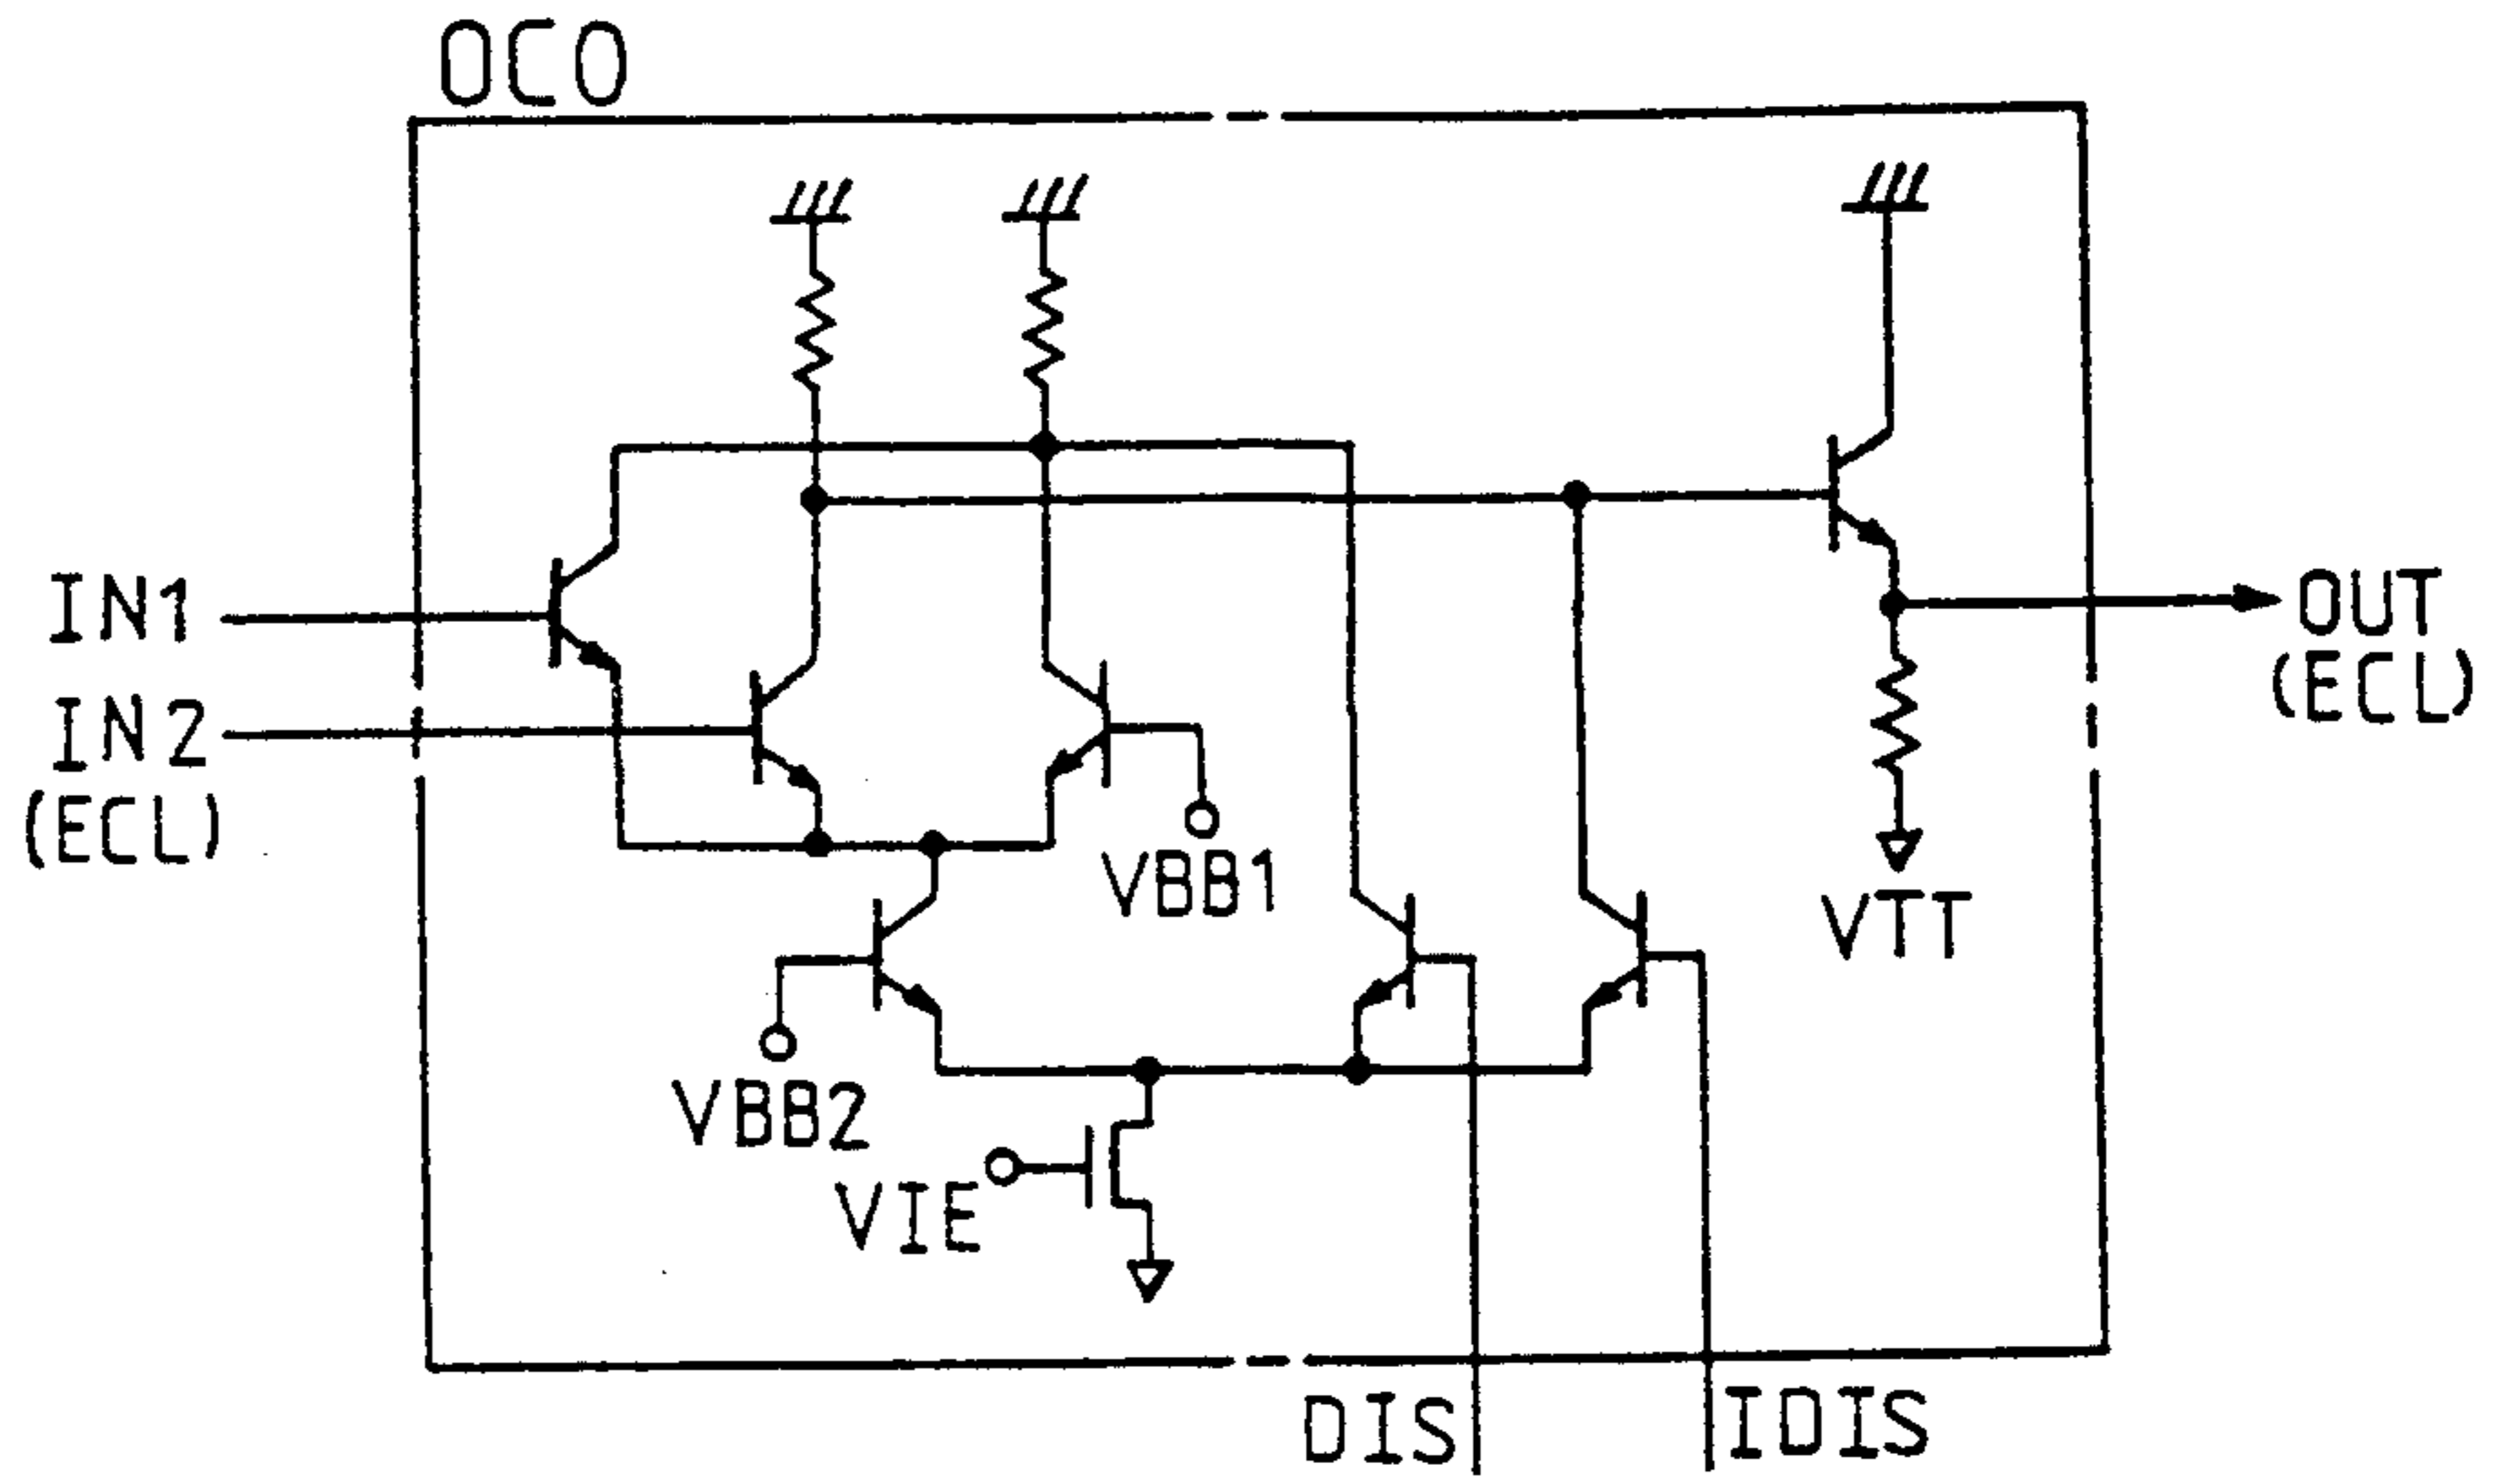 OCO
IN1
IN2
(ECL)
OUT
(ECL)
VBB1
VTT
VBB2
VIE
DIS
IDIS